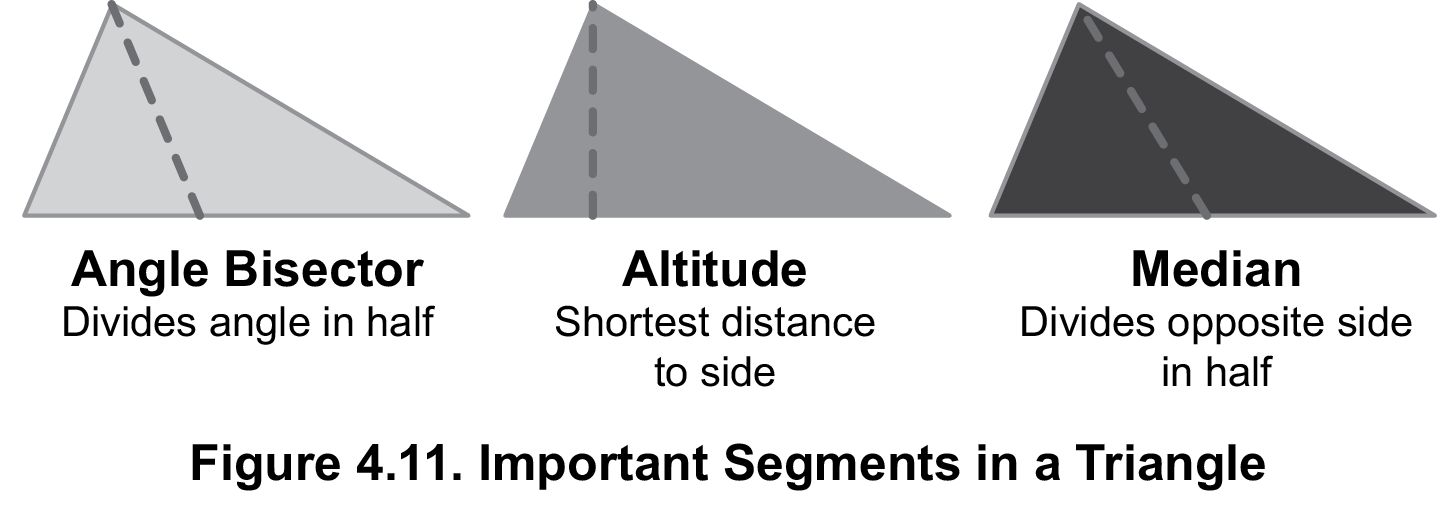 Angle Bisector
Divides angle in half
Altitude
Shortest distance
to side
Median
Divides opposite side
in half
Figure 4.11. Important Segments in a Triangle